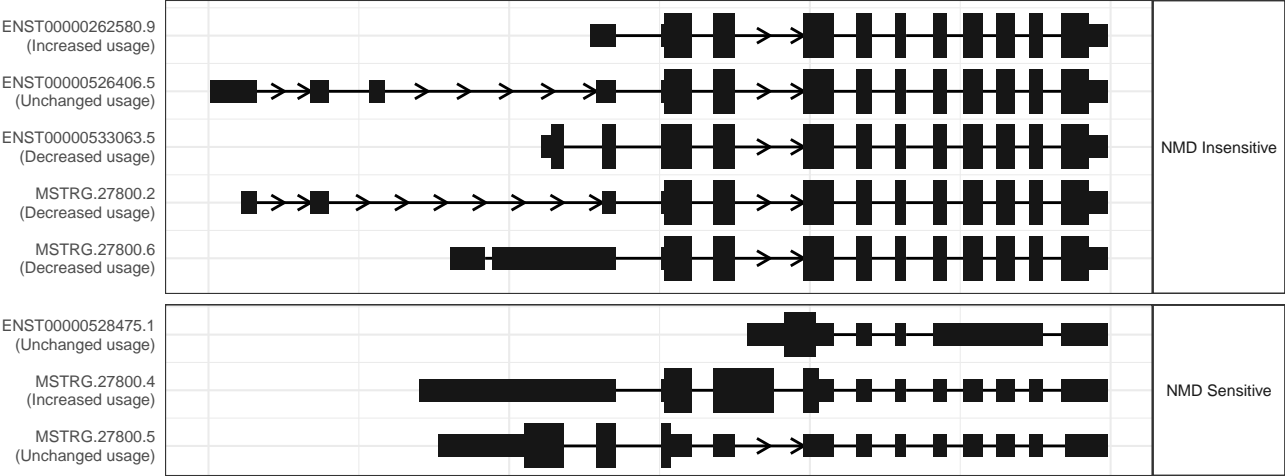 ENST00000262580.9
(Increased usage)
ENST00000526406.5
(Unchanged usage)
ENST00000533063.5
(Decreased usage)
MSTRG.27800.2
(Decreased usage)
MSTRG.27800.6
(Decreased usage)
NMD Insensitive
ENST00000528475.1
(Unchanged usage)
MSTRG.27800.4
(Increased usage)
MSTRG.27800.5
(Unchanged usage)
NMD Sensitive